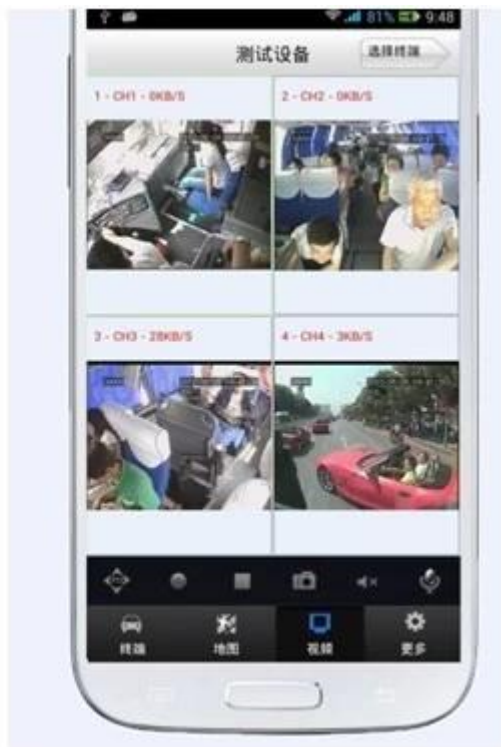 81% 9:48
测试设备
选择终端
1 - CH1 - 0KB/S
2 - CH2 - 0KB/S
3 - CH3 - 28KB/S
4 - CH4 - 3KB/S
终端
地图
视频
更多